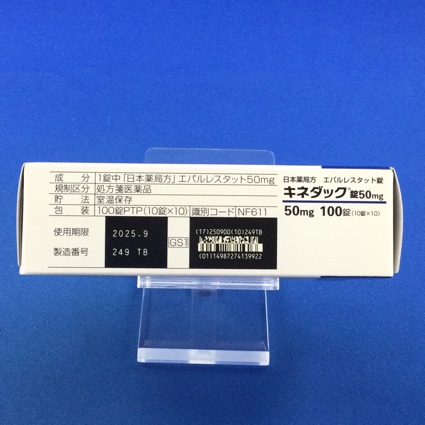 成 分 1錠中「日本薬局方」エパルレスタット50mg
規制区分 処方箋医薬品
貯 法 室温保存
包 装 100錠PTP(10錠×10) 識別コード NF611
使用期限 2025.9
製造番号 249 TB
GS1
(17)250900(10)249TB
(01)14987274139922
日本薬局方 エパルレスタット錠
キネダック®錠50mg
50mg 100錠(10錠×10)